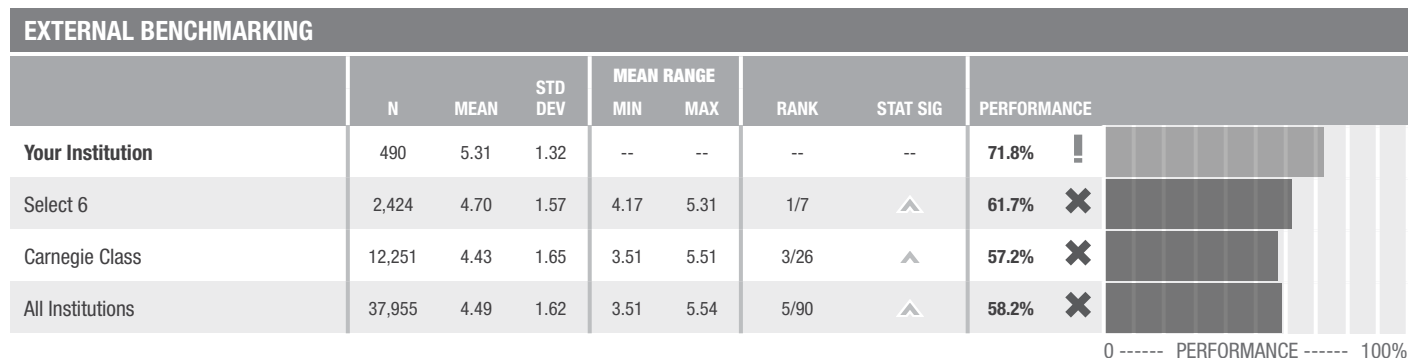 EXTERNAL BENCHMARKING
N MEAN STD DEV MEAN RANGE MIN MAX RANK STAT SIG PERFORMANCE
Your Institution 490 5.31 1.32 -- -- -- -- 71.8% !
Select 6 2,424 4.70 1.57 4.17 5.31 1/7 61.7%
Carnegie Class 12,251 4.43 1.65 3.51 5.51 3/26 57.2%
All Institutions 37,955 4.49 1.62 3.51 5.54 5/90 58.2%
0 ------ PERFORMANCE ------ 100%